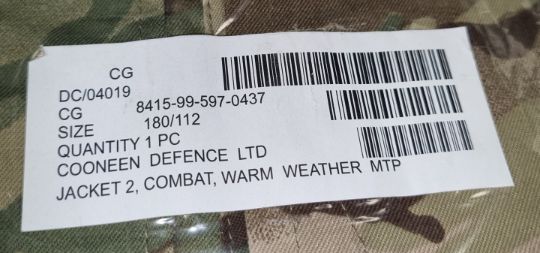 CG
DC/04019
CG 8415-99-597-0437
SIZE 180/112
QUANTITY 1 PC
COONEEN DEFENCE LTD
JACKET 2, COMBAT, WARM WEATHER MTP